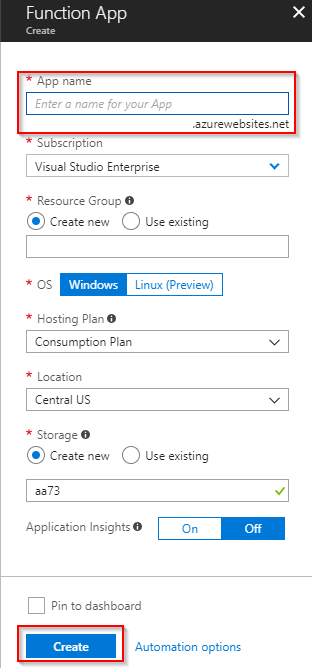 Function App
Create
* App name
Enter a name for your App
.azurewebsites.net
* Subscription
Visual Studio Enterprise
* Resource Group
Create new Use existing
* OS Windows Linux (Preview)
* Hosting Plan
Consumption Plan
* Location
Central US
* Storage
Create new Use existing
aa73
Application Insights On Off
Pin to dashboard
Create Automation options